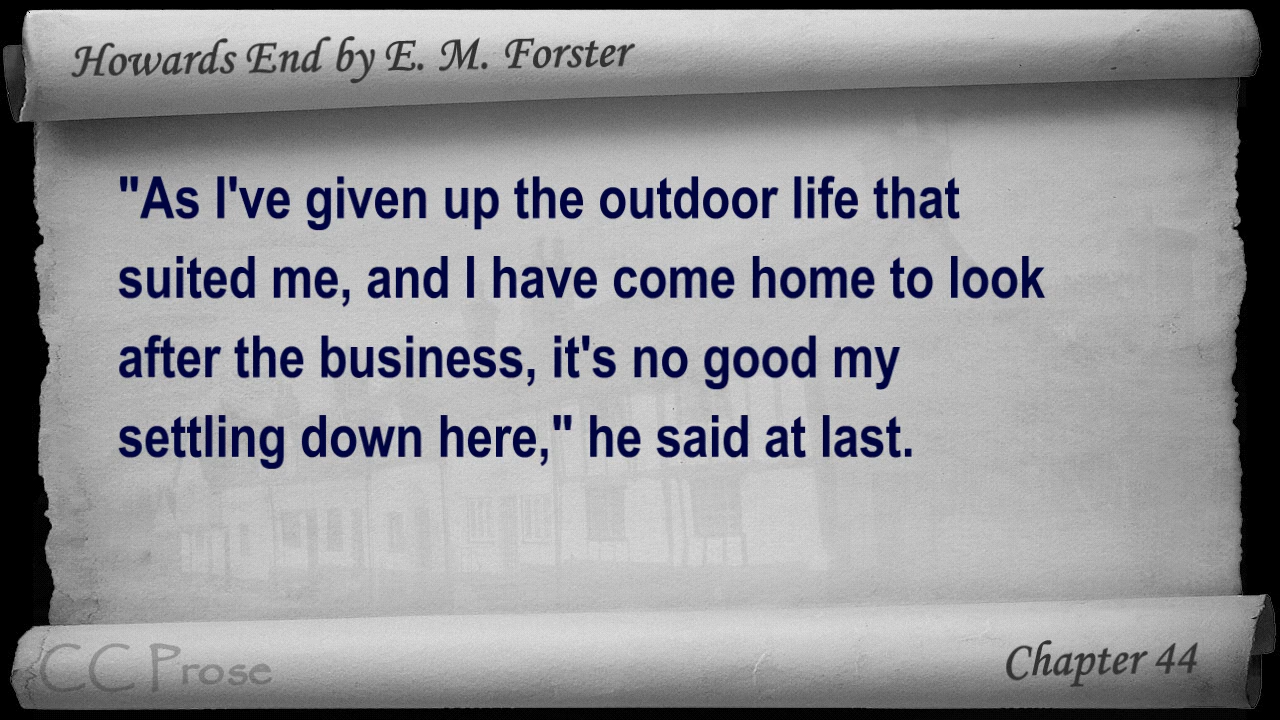 Howards End by E. M. Forster
"As I've given up the outdoor life that
suited me, and I have come home to look
after the business, it's no good my
settling down here," he said at last.
CC Prose
Chapter 44